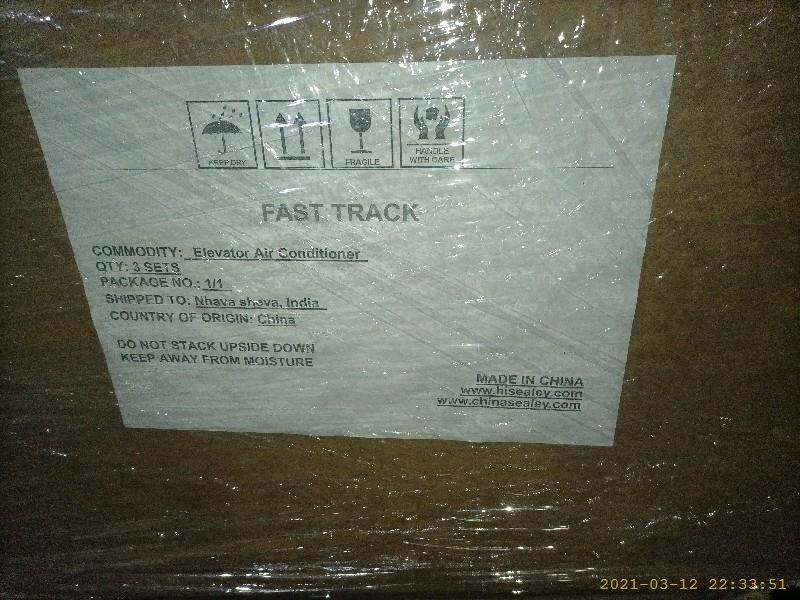 KEEP DRY
FRAGILE
HANDLE
WITH CARE
FAST TRACK
COMMODITY: Elevator Air Conditioner
QTY: 3 SETS
PACKAGE NO.: 1/1
SHIPPED TO: Nhava sheva, India
COUNTRY OF ORIGIN: China
DO NOT STACK UPSIDE DOWN
KEEP AWAY FROM MOISTURE
MADE IN CHINA
www.hisealey.com
www.chinasealey.com
2021-03-12 22:33:51